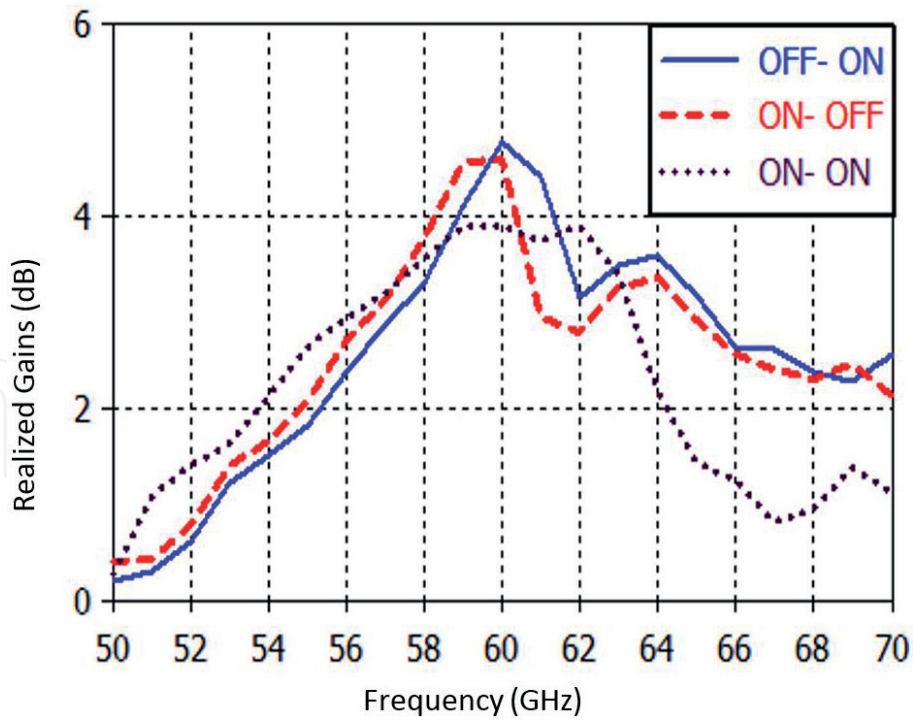 6
4
2
0
50 52 54 56 58 60 62 64 66 68 70
Realized Gains (dB)
Frequency (GHz)
OFF- ON
ON- OFF
ON- ON